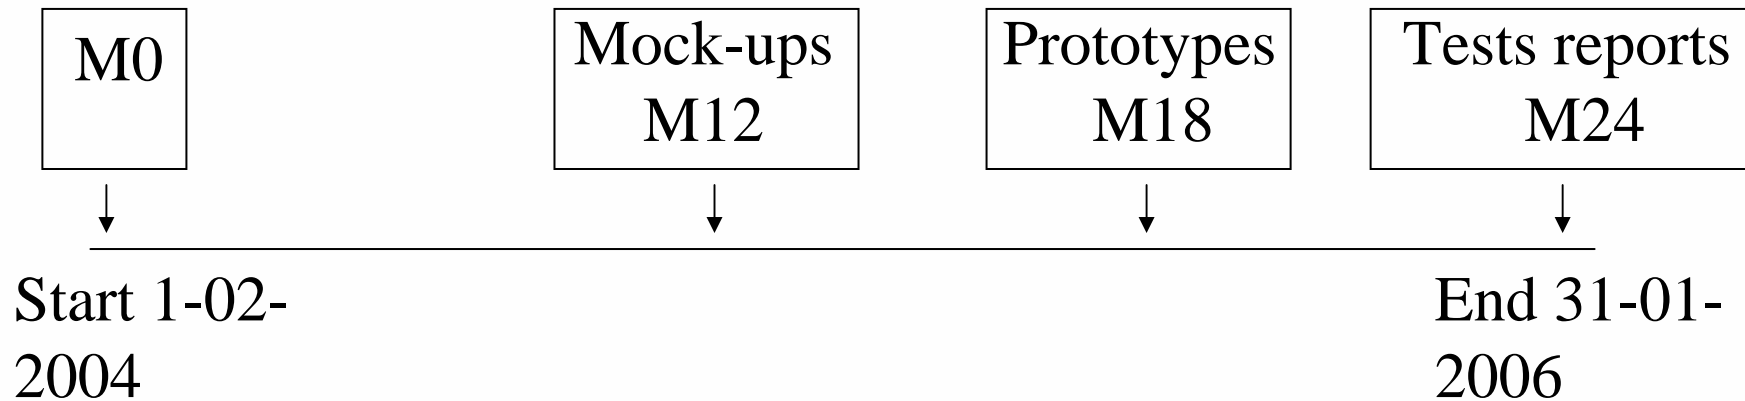 M0
Mock-ups
M12
Prototypes
M18
Tests reports
M24
Start 1-02-
2004
End 31-01-
2006